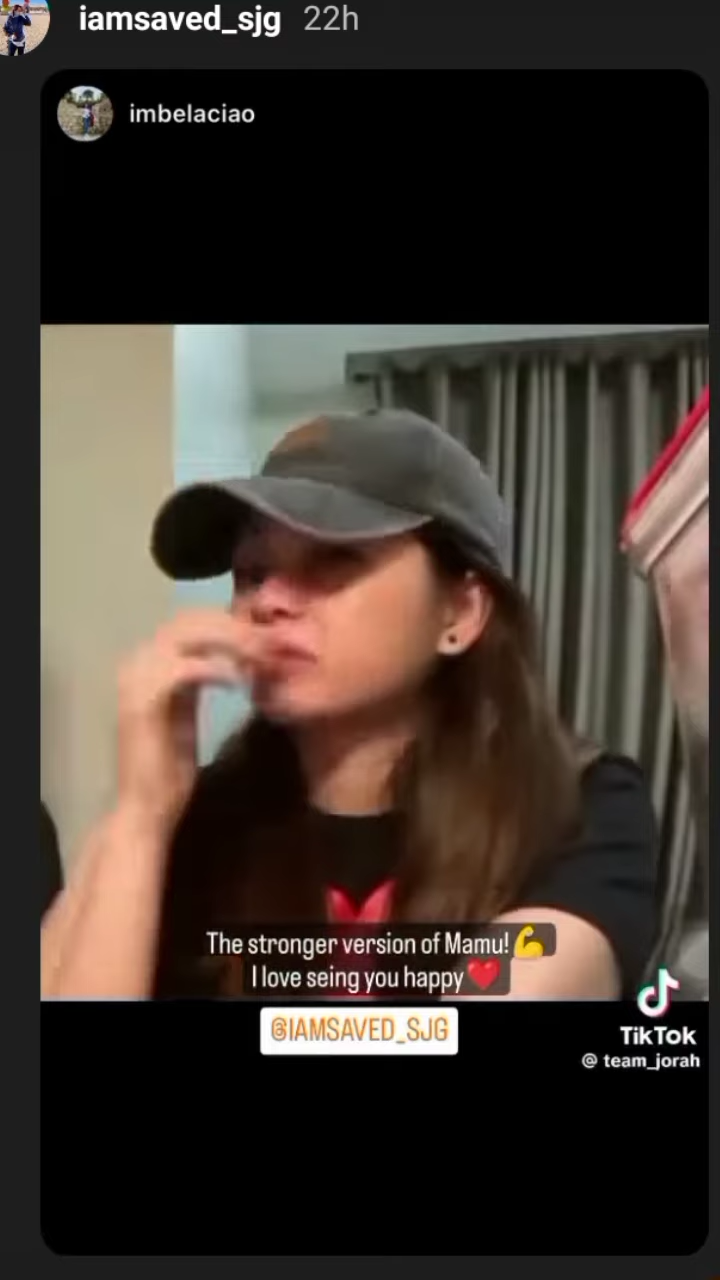 iamsaved_sjg 22h
imbelaciao
The stronger version of Mamu!💪
I love seing you happy❤️
@IAMSAVED_SJG
TikTok
@ team_jorah